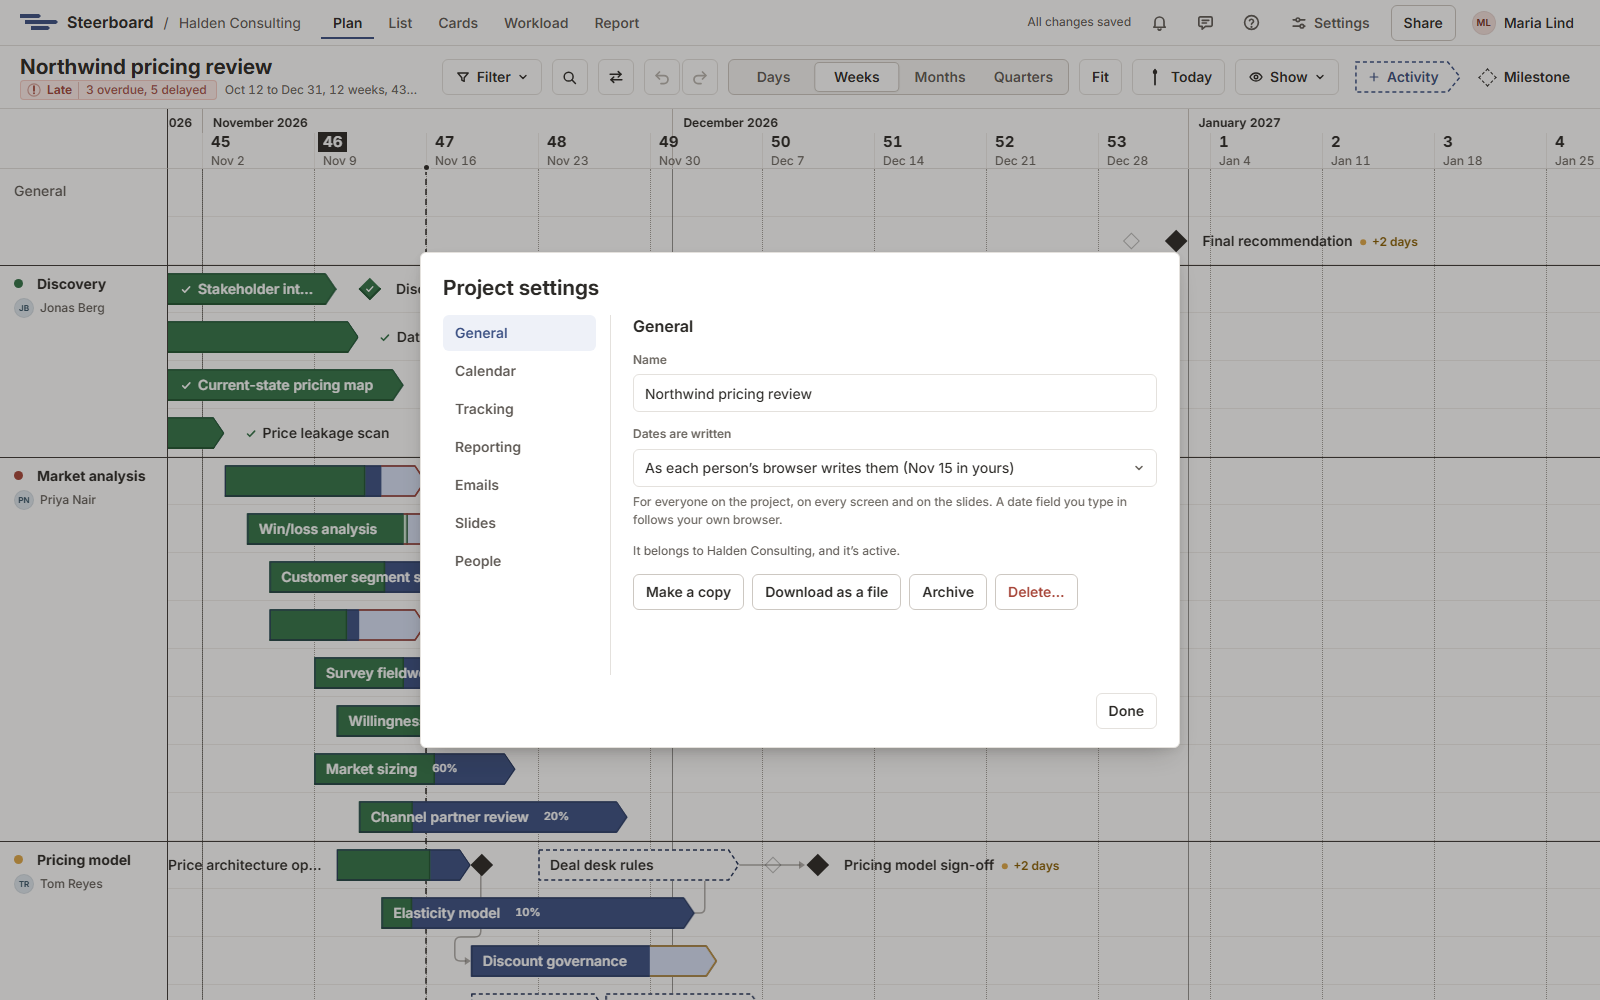 Steerboard / Halden Consulting Plan List Cards Workload Report All changes saved Settings Share ML Maria Lind
Northwind pricing review
Late 3 overdue, 5 delayed Oct 12 to Dec 31, 12 weeks, 43...
Filter Days Weeks Months Quarters Fit Today Show + Activity Milestone
026 November 2026 December 2026 January 2027
45 46 47 48 49 50 51 52 53 1 2 3 4
Nov 2 Nov 9 Nov 16 Nov 23 Nov 30 Dec 7 Dec 14 Dec 21 Dec 28 Jan 4 Jan 11 Jan 18 Jan 25
General
Final recommendation +2 days
Discovery
JB Jonas Berg
Stakeholder int... Disc
Dat
Current-state pricing map
Price leakage scan
Market analysis
PN Priya Nair
Win/loss analysis
Customer segment s
Survey fieldw
Willingnes
Market sizing 60%
Channel partner review 20%
Pricing model
TR Tom Reyes
Price architecture op... Deal desk rules Pricing model sign-off +2 days
Elasticity model 10%
Discount governance
Project settings
General
Calendar
Tracking
Reporting
Emails
Slides
People
General
Name
Northwind pricing review
Dates are written
As each person's browser writes them (Nov 15 in yours)
For everyone on the project, on every screen and on the slides. A date field you type in
follows your own browser.
It belongs to Halden Consulting, and it's active.
Make a copy Download as a file Archive Delete...
Done